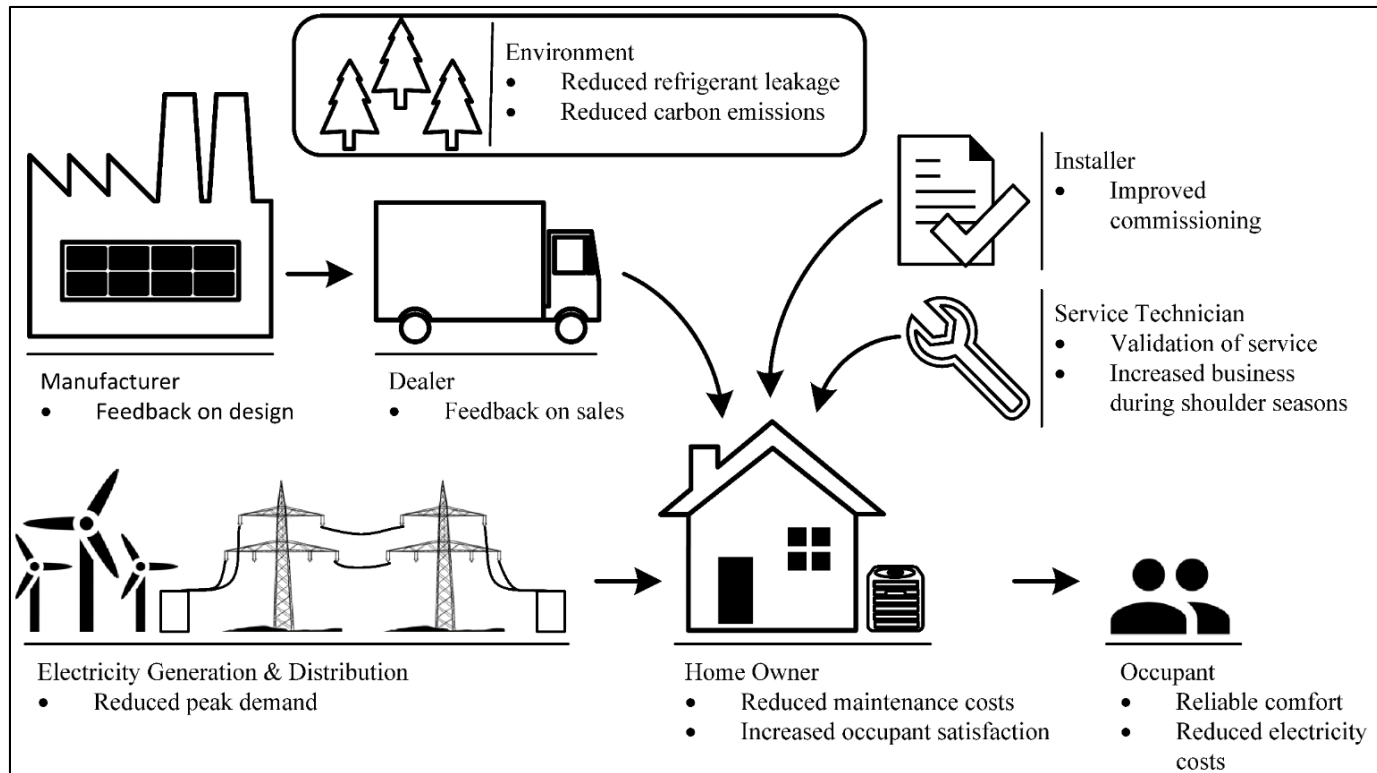 Environment
• Reduced refrigerant leakage
• Reduced carbon emissions
Installer
• Improved
commissioning
Service Technician
• Validation of service
• Increased business
during shoulder seasons
Manufacturer
• Feedback on design
Dealer
• Feedback on sales
Electricity Generation & Distribution
• Reduced peak demand
Home Owner
• Reduced maintenance costs
• Increased occupant satisfaction
Occupant
• Reliable comfort
• Reduced electricity
costs